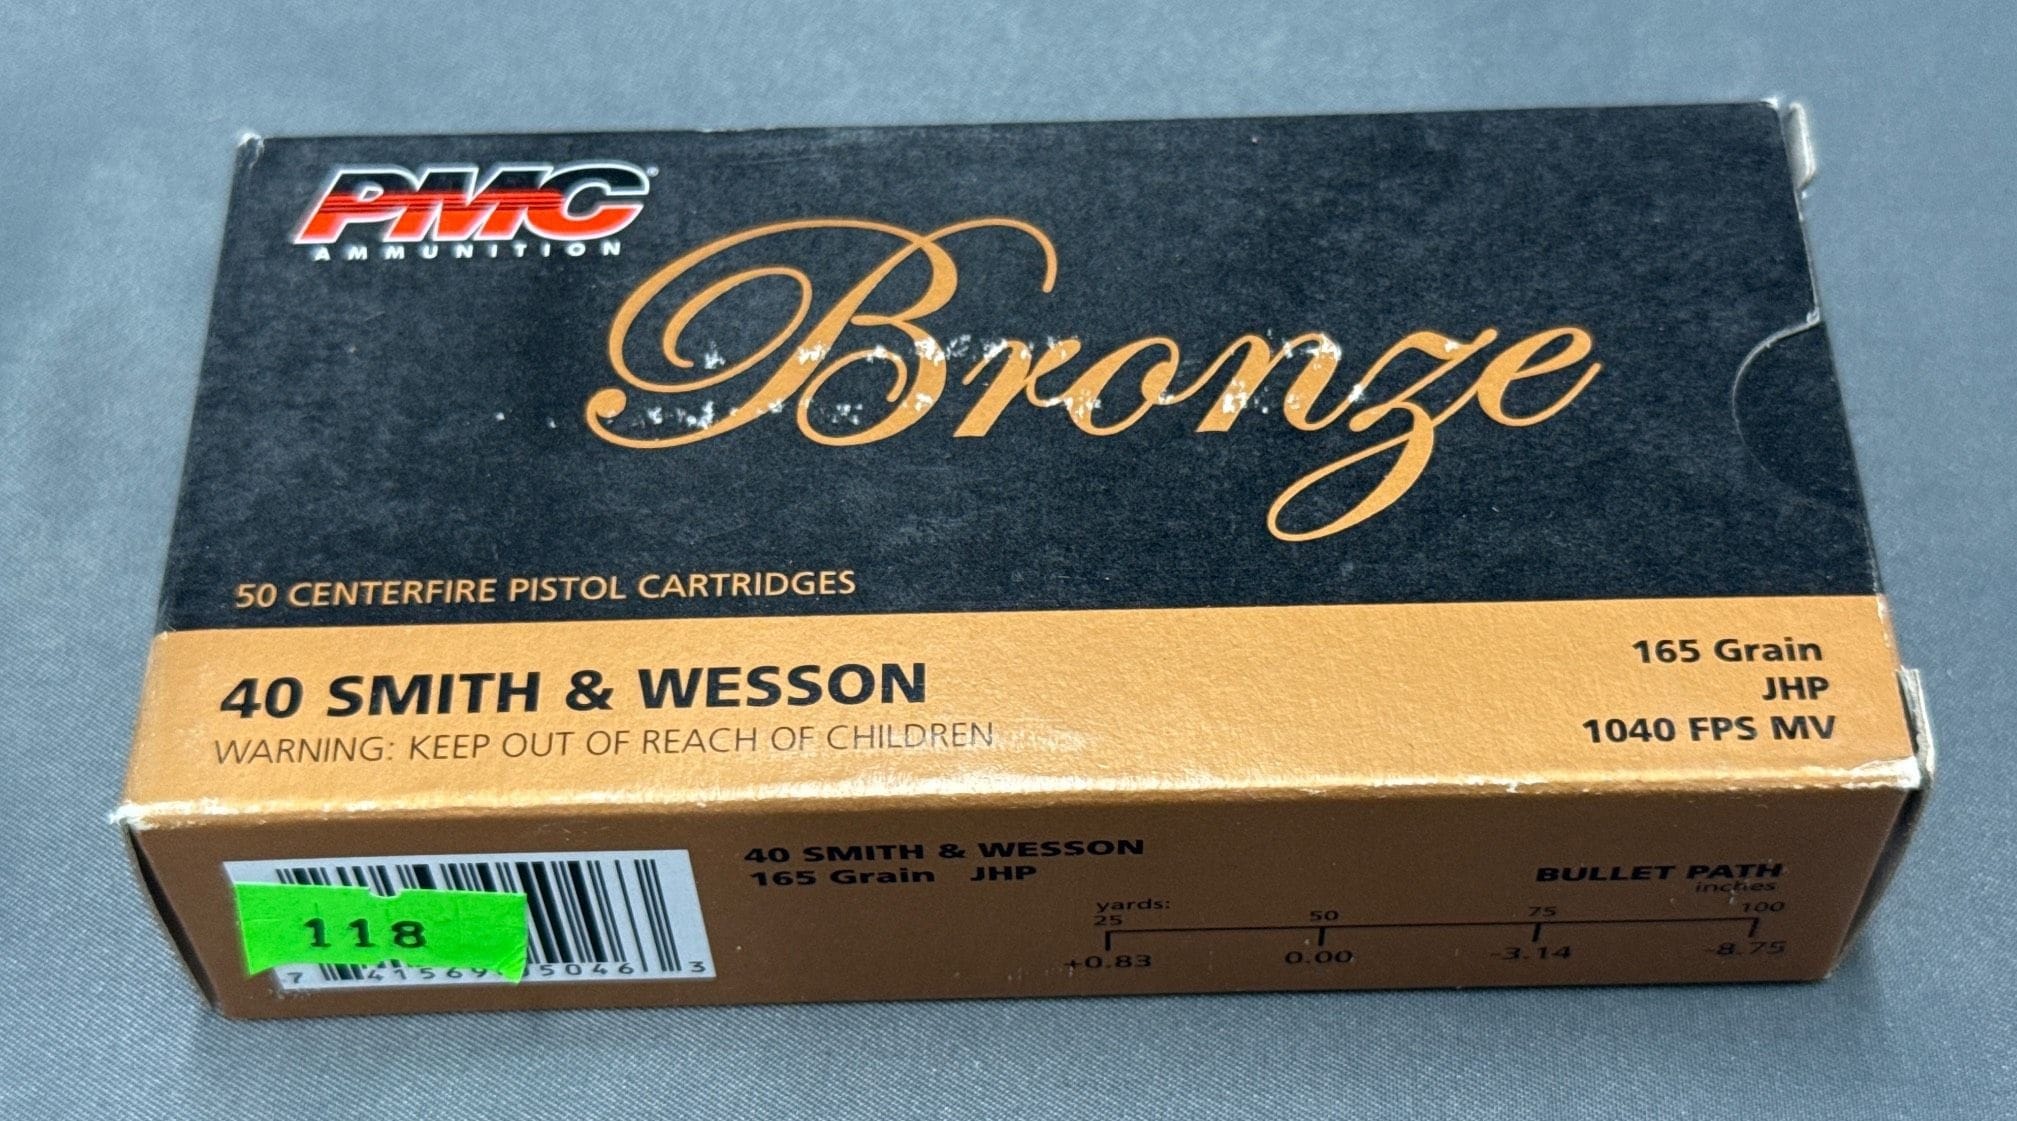 PMC®
AMMUNITION
Bronze
50 CENTERFIRE PISTOL CARTRIDGES
40 SMITH & WESSON
WARNING: KEEP OUT OF REACH OF CHILDREN
165 Grain
JHP
1040 FPS MV
40 SMITH & WESSON
165 Grain JHP
BULLET PATH
inches
yards:
25 50 75 100
+0.83 0.00 -3.14 -8.75
118